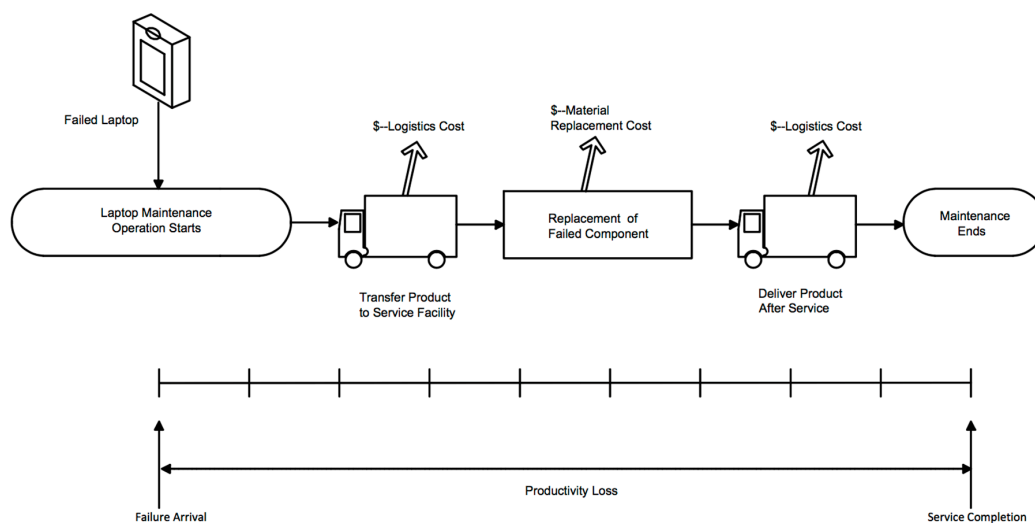 Failed Laptop
$--Logistics Cost
$--Material
Replacement Cost
$--Logistics Cost
Laptop Maintenance
Operation Starts
Replacement of
Failed Component
Maintenance
Ends
Transfer Product
to Service Facility
Deliver Product
After Service
Productivity Loss
Failure Arrival
Service Completion